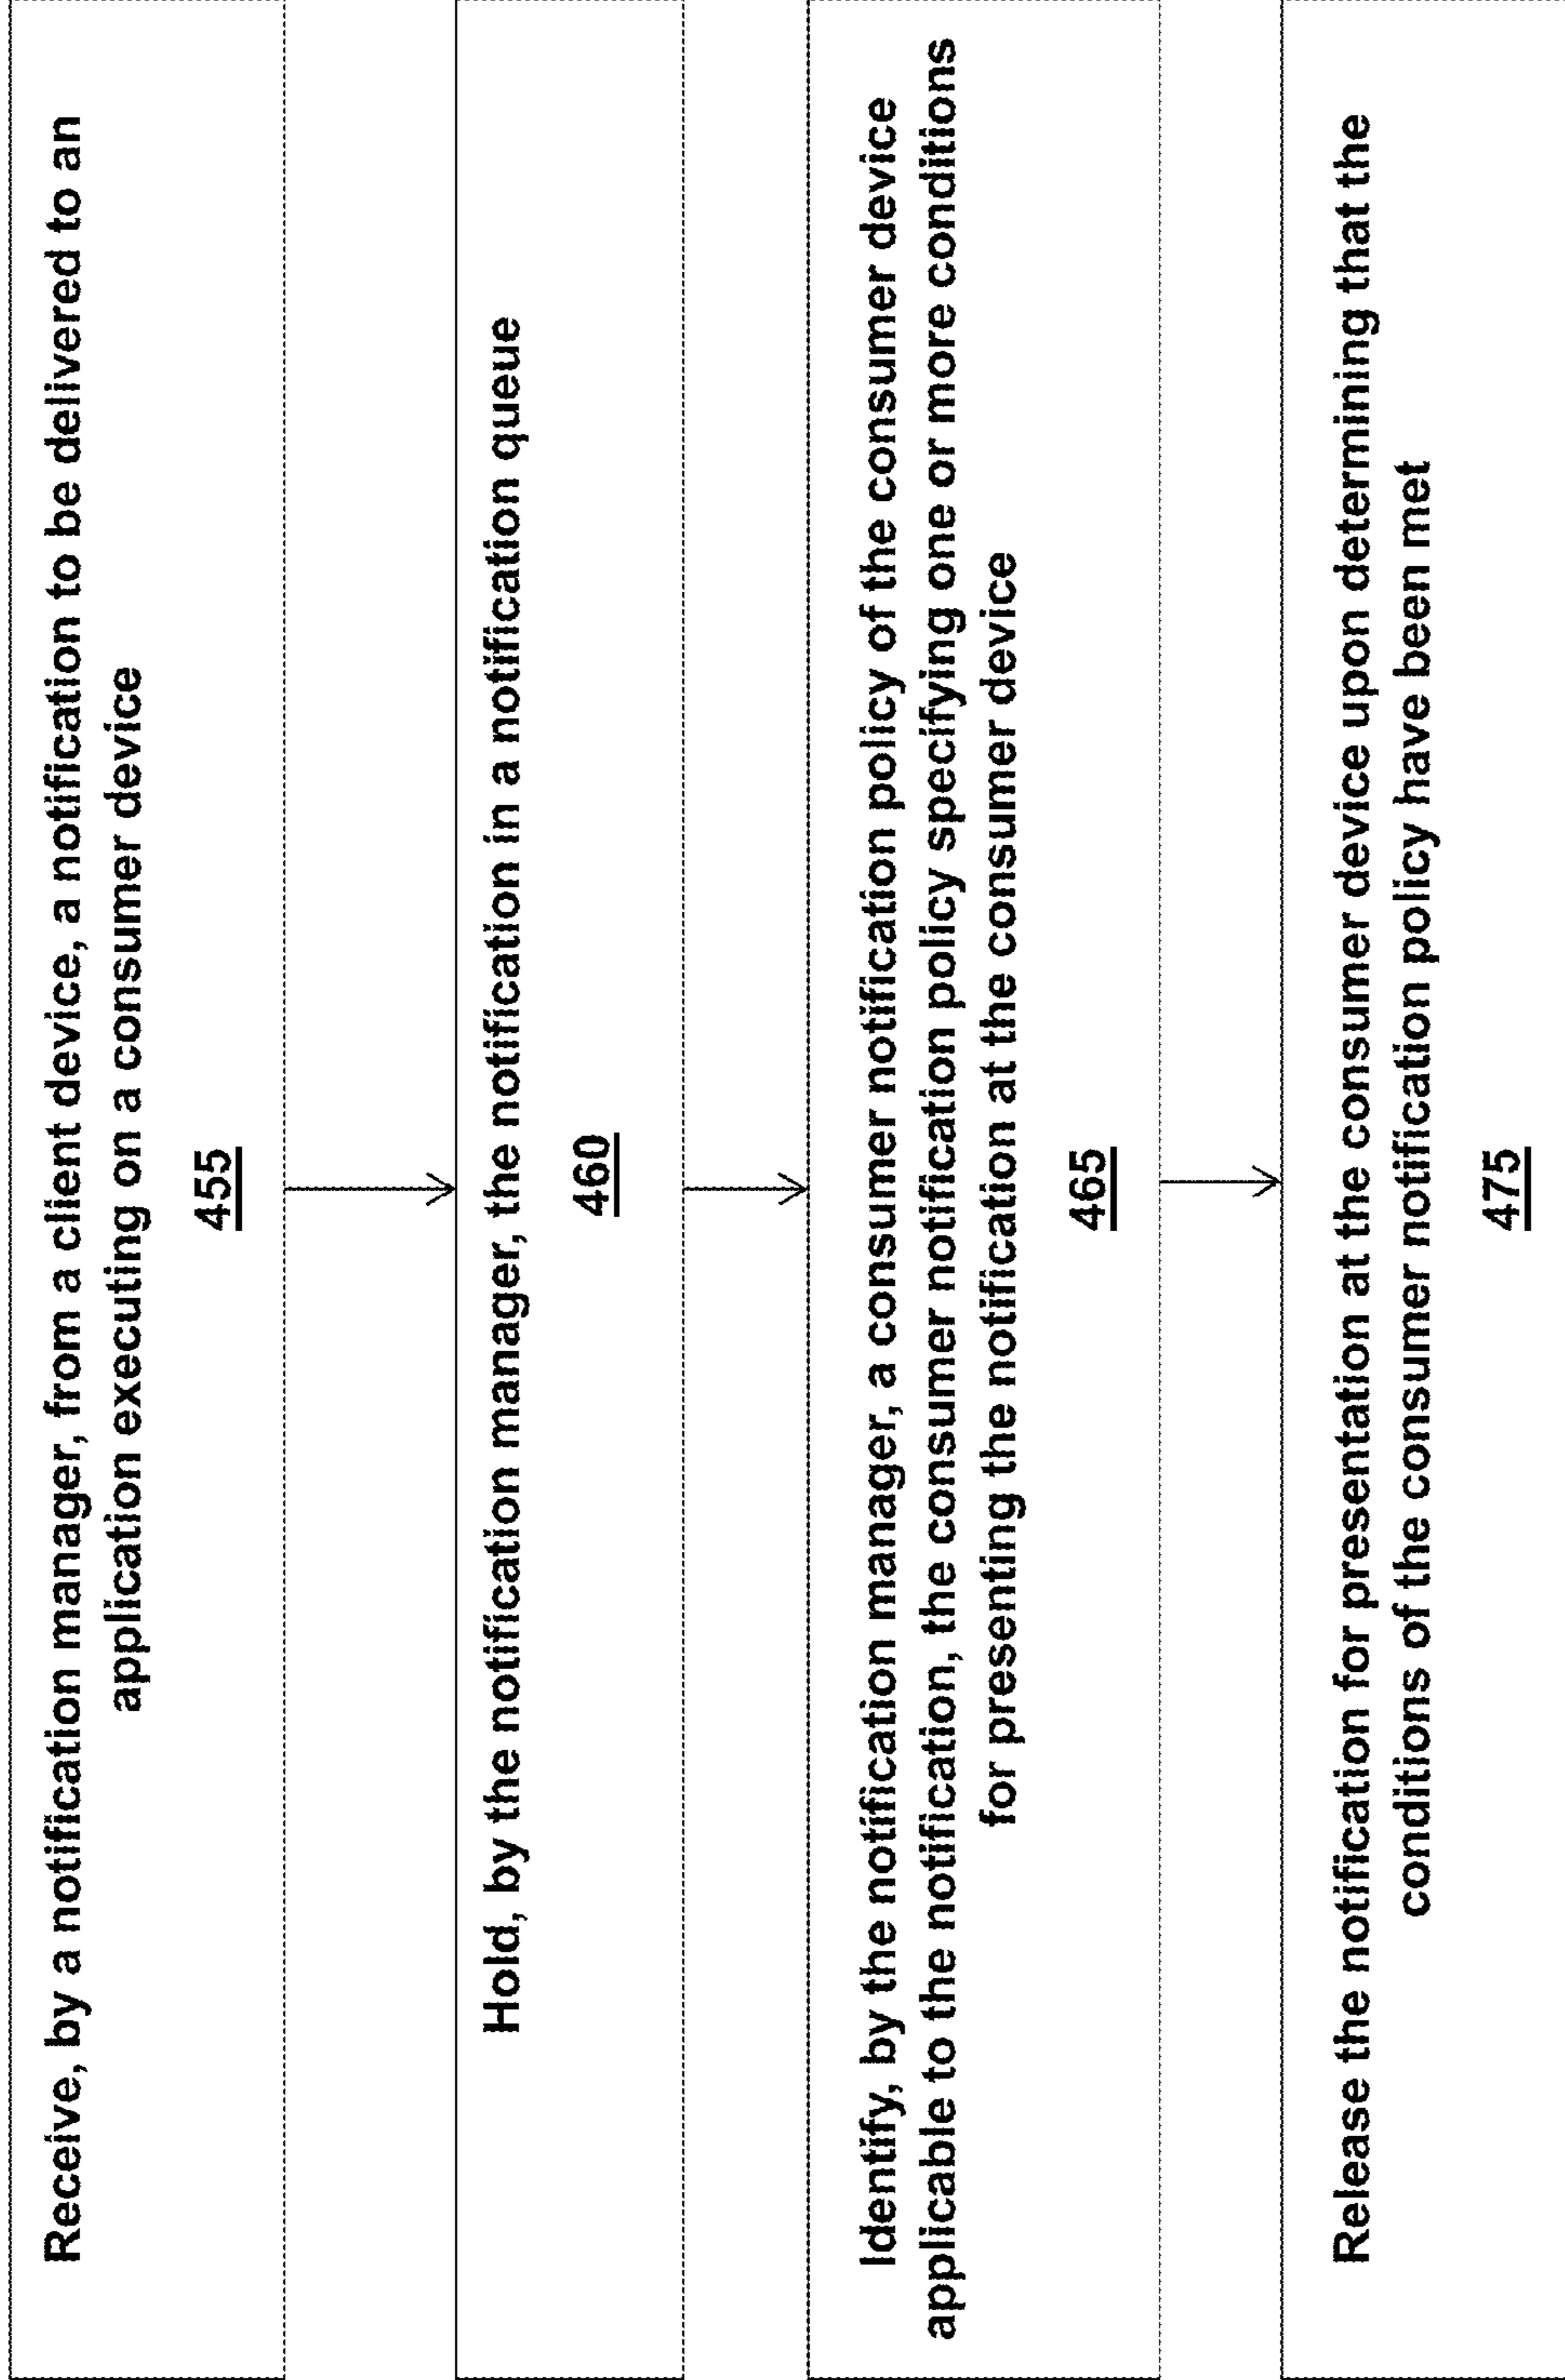 Receive, by a notification manager, from a client device, a notification to be delivered to an
application executing on a consumer device
455
Hold, by the notification manager, the notification in a notification queue
460
Identify, by the notification manager, a consumer notification policy of the consumer device
applicable to the notification, the consumer notification policy specifying one or more conditions
for presenting the notification at the consumer device
465
Release the notification for presentation at the consumer device upon determining that the
conditions of the consumer notification policy have been met
475